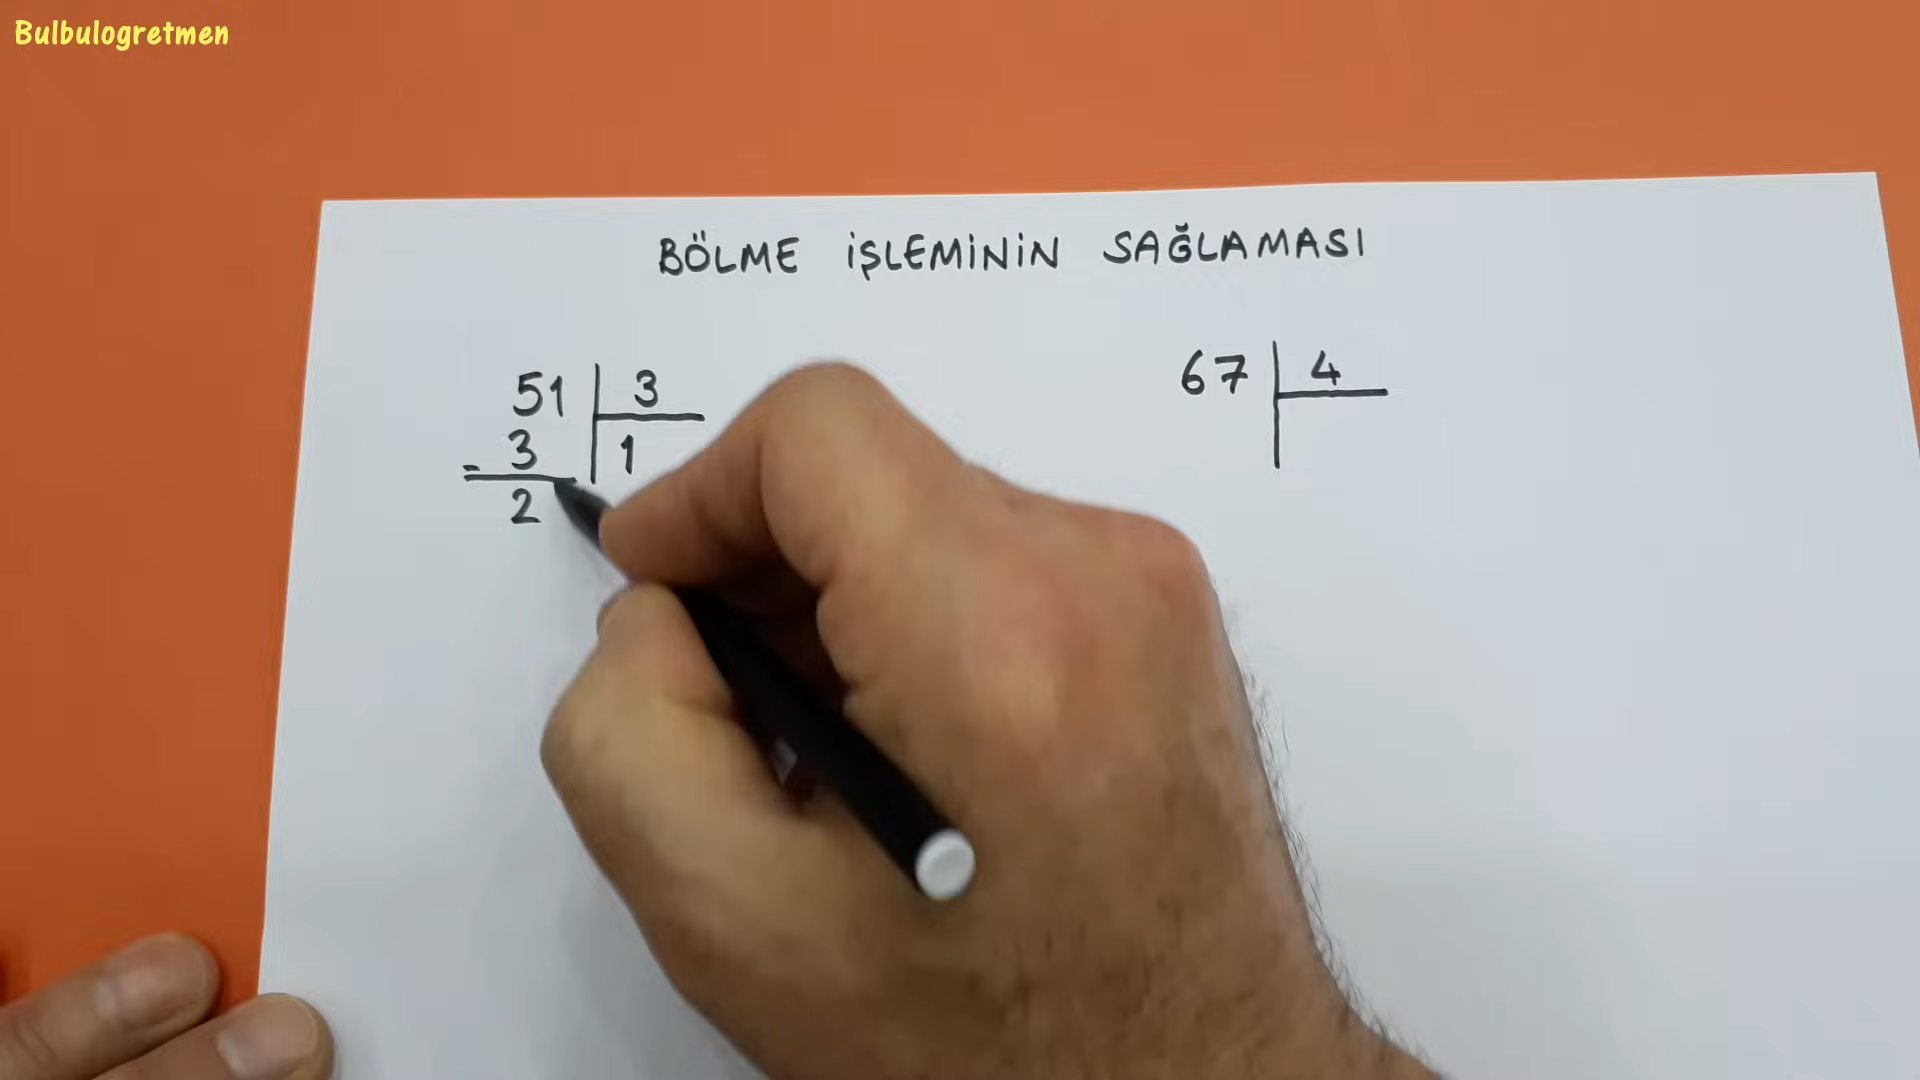 Bulbulogretmen
BÖLME İŞLEMİNİN SAĞLAMASI
51 3
- 3 1
2
67 4